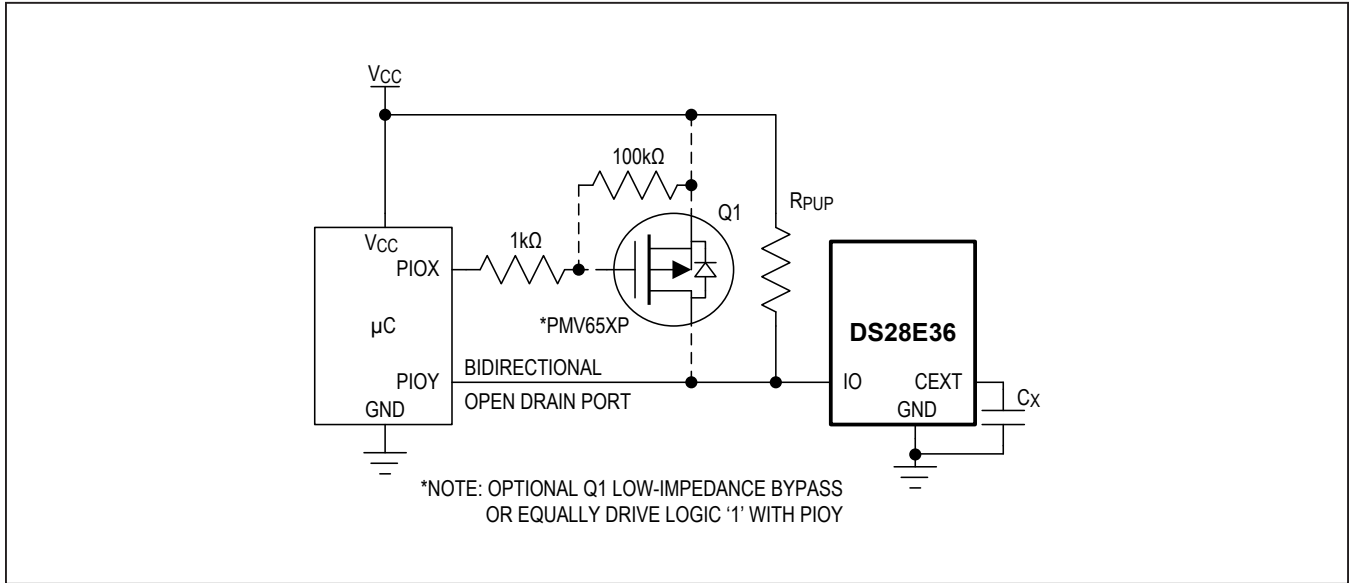 VCC
100kΩ
RPUP
Q1
1kΩ
VCC
PIOX
µC
*PMV65XP
DS28E36
BIDIRECTIONAL
PIOY
IO
CEXT
CX
OPEN DRAIN PORT
GND
GND
*NOTE: OPTIONAL Q1 LOW-IMPEDANCE BYPASS
OR EQUALLY DRIVE LOGIC ‘1’ WITH PIOY